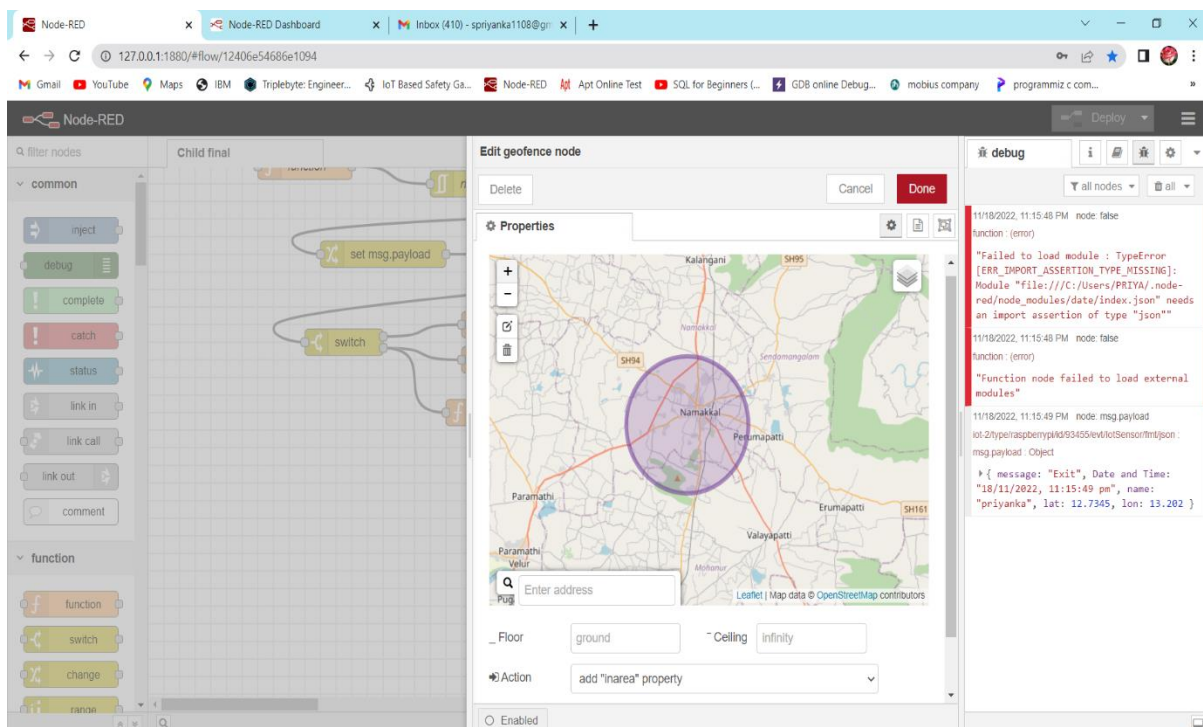 Node-RED
Node-RED Dashboard
Inbox (410) - spriyanka1108@gm
127.0.0.1:1880/#flow/12406e54686e1094
Gmail YouTube Maps IBM Triplebyte: Engineer... IoT Based Safety Ga... Node-RED Apt Online Test SQL for Beginners (... GDB online Debug... mobius company programmiz c com... »
Node-RED
Deploy
filter nodes
common
inject
debug
complete
catch
status
link in
link call
link out
comment
function
function
switch
change
range
Child final
function
set msg.payload
switch
Edit geofence node
Delete
Cancel
Done
Properties
+
−
Kalangani
SH95
Namakkal
Sendamangalam
SH94
Namakkal
Perumapatti
Paramathi
Erumapatti
SH161
Valayapatti
Paramathi
Velur
Mohanur
Pug
Enter address
Leaflet | Map data © OpenStreetMap contributors
Floor
ground
Ceiling
infinity
Action
add "inarea" property
Enabled
debug
i
all nodes
all
11/18/2022, 11:15:48 PM node: false
function : (error)
"Failed to load module : TypeError
[ERR_IMPORT_ASSERTION_TYPE_MISSING]:
Module "file:///C:/Users/PRIYA/.node-
red/node_modules/date/index.json" needs
an import assertion of type "json""
11/18/2022, 11:15:48 PM node: false
function : (error)
"Function node failed to load external
modules"
11/18/2022, 11:15:49 PM node: msg.payload
iot-2/type/raspberrypi/id/93455/evt/IotSensor/fmt/json :
msg.payload : Object
{ message: "Exit", Date and Time:
"18/11/2022, 11:15:49 pm", name:
"priyanka", lat: 12.7345, lon: 13.202 }